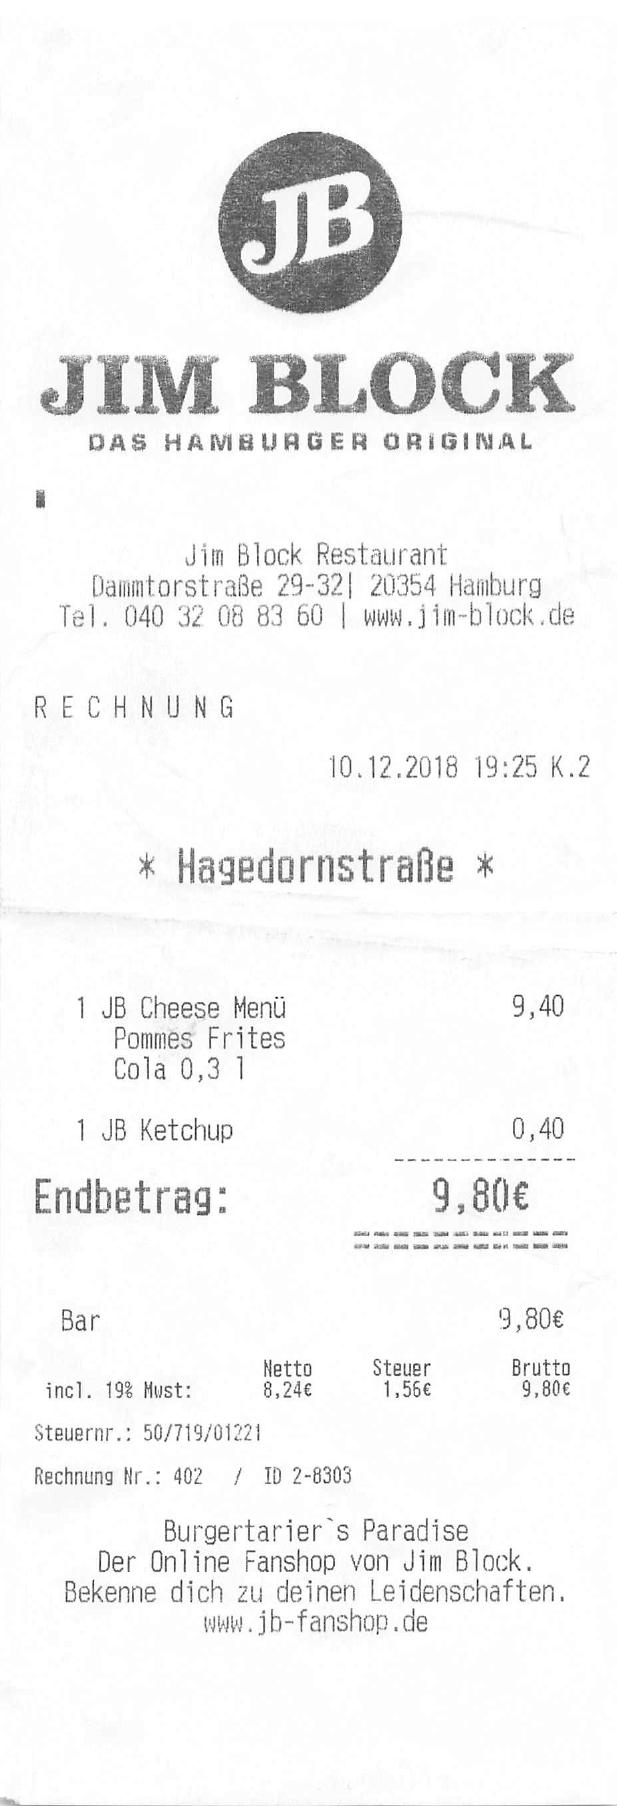 JB
JIM BLOCK
DAS HAMBURGER ORIGINAL
Jim Block Restaurant
Dammtorstraße 29-32| 20354 Hamburg
Tel. 040 32 08 83 60 | www.jim-block.de
R E C H N U N G
10.12.2018 19:25 K.2
* Hagedornstraße *
1 JB Cheese Menü 9,40
Pommes Frites
Cola 0,3 l
1 JB Ketchup 0,40
Endbetrag: 9,80€
Bar 9,80€
Netto Steuer Brutto
incl. 19% Mwst: 8,24€ 1,56€ 9,80€
Steuernr.: 50/719/01221
Rechnung Nr.: 402 / ID 2-8303
Burgertarier`s Paradise
Der Online Fanshop von Jim Block.
Bekenne dich zu deinen Leidenschaften.
www.jb-fanshop.de